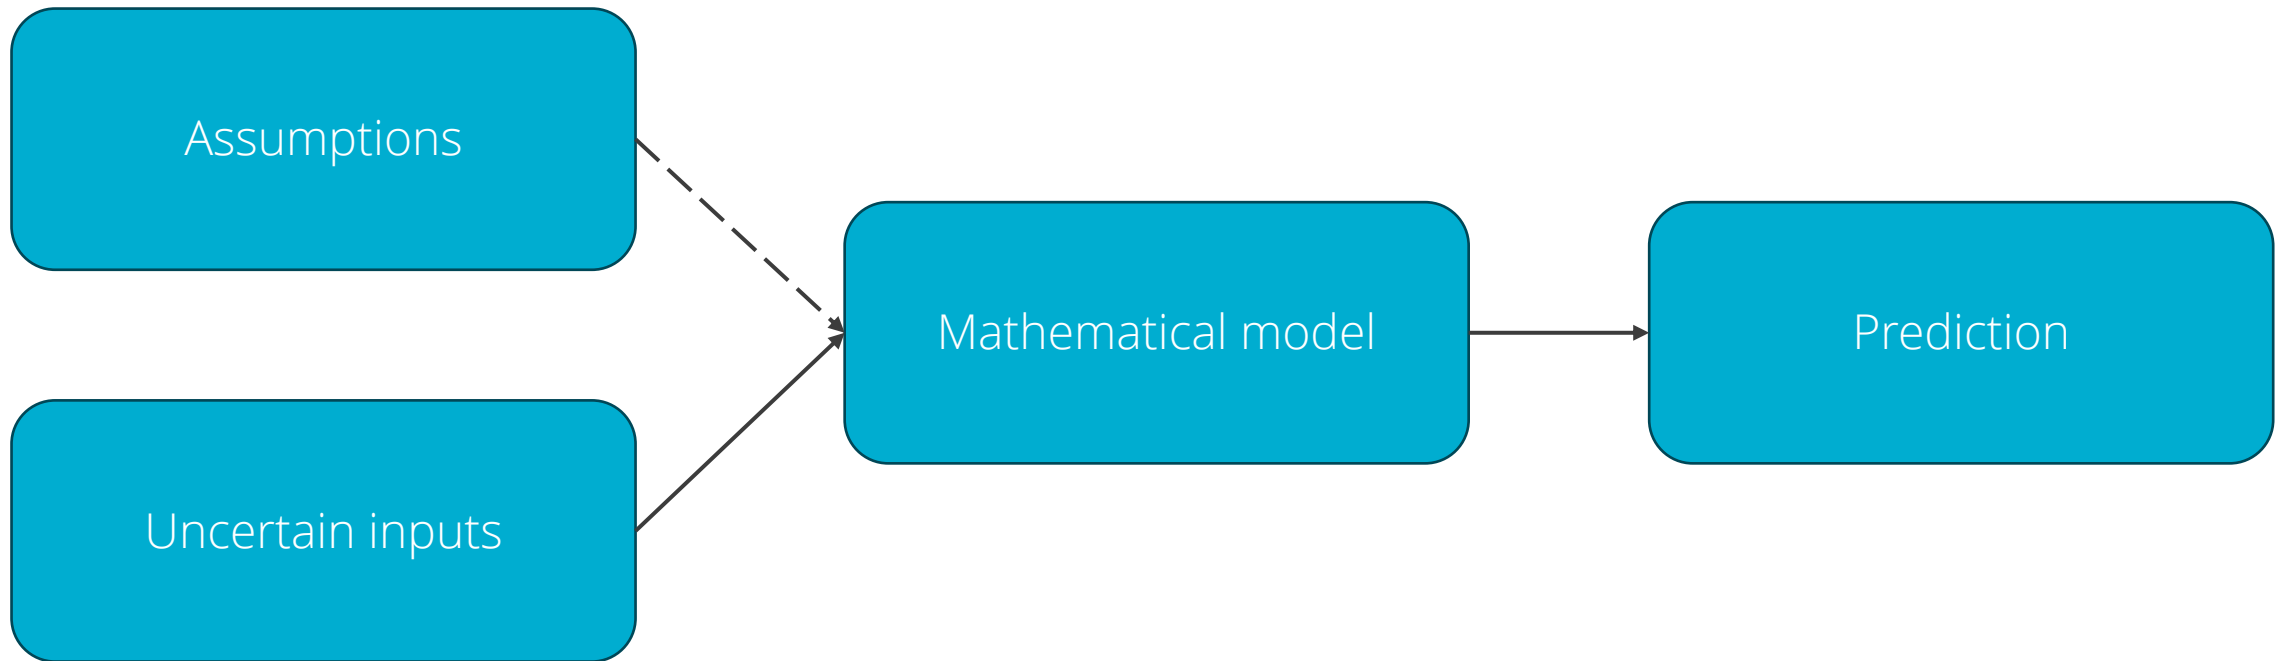 Assumptions
Mathematical model
Prediction
Uncertain inputs